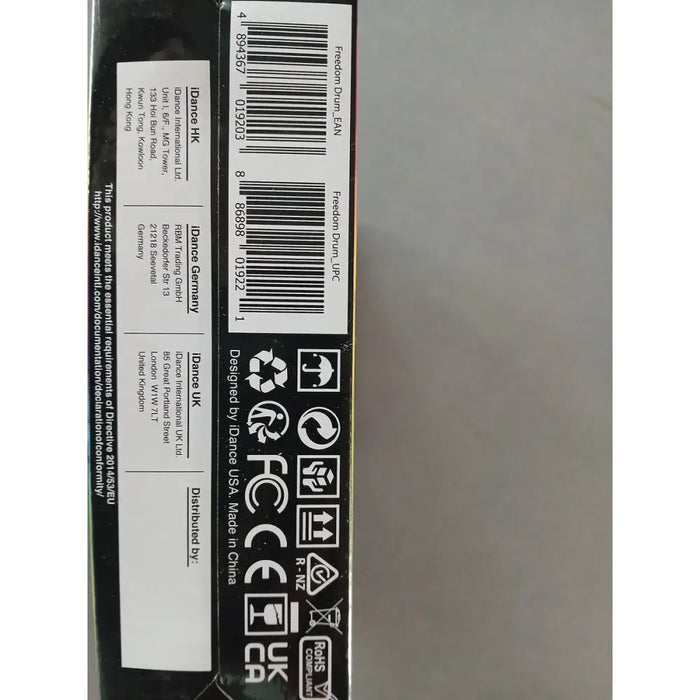 Freedom Drum_EAN
4 894367 019203
Freedom Drum_UPC
8 86898 01922 1
R-NZ
RoHS
COMPLIANT
FC CE UK
CA
Designed by iDance USA. Made in China
iDance HK
iDance International Ltd.
Unit I, 6/F., MG Tower,
133 Hoi Bun Road,
Kwun Tong, Kowloon
Hong Kong
iDance Germany
RBM Trading GmbH
Beckedorfer Str 13
21218 Seevetal
Germany
iDance UK
iDance International UK Ltd.
85 Great Portland Street
London W1W 7LT
United Kingdom
Distributed by:
This product meets the essential requirements of Directive 2014/53/EU
http://www.idanceintl.com/documentation/declarationofconformity/